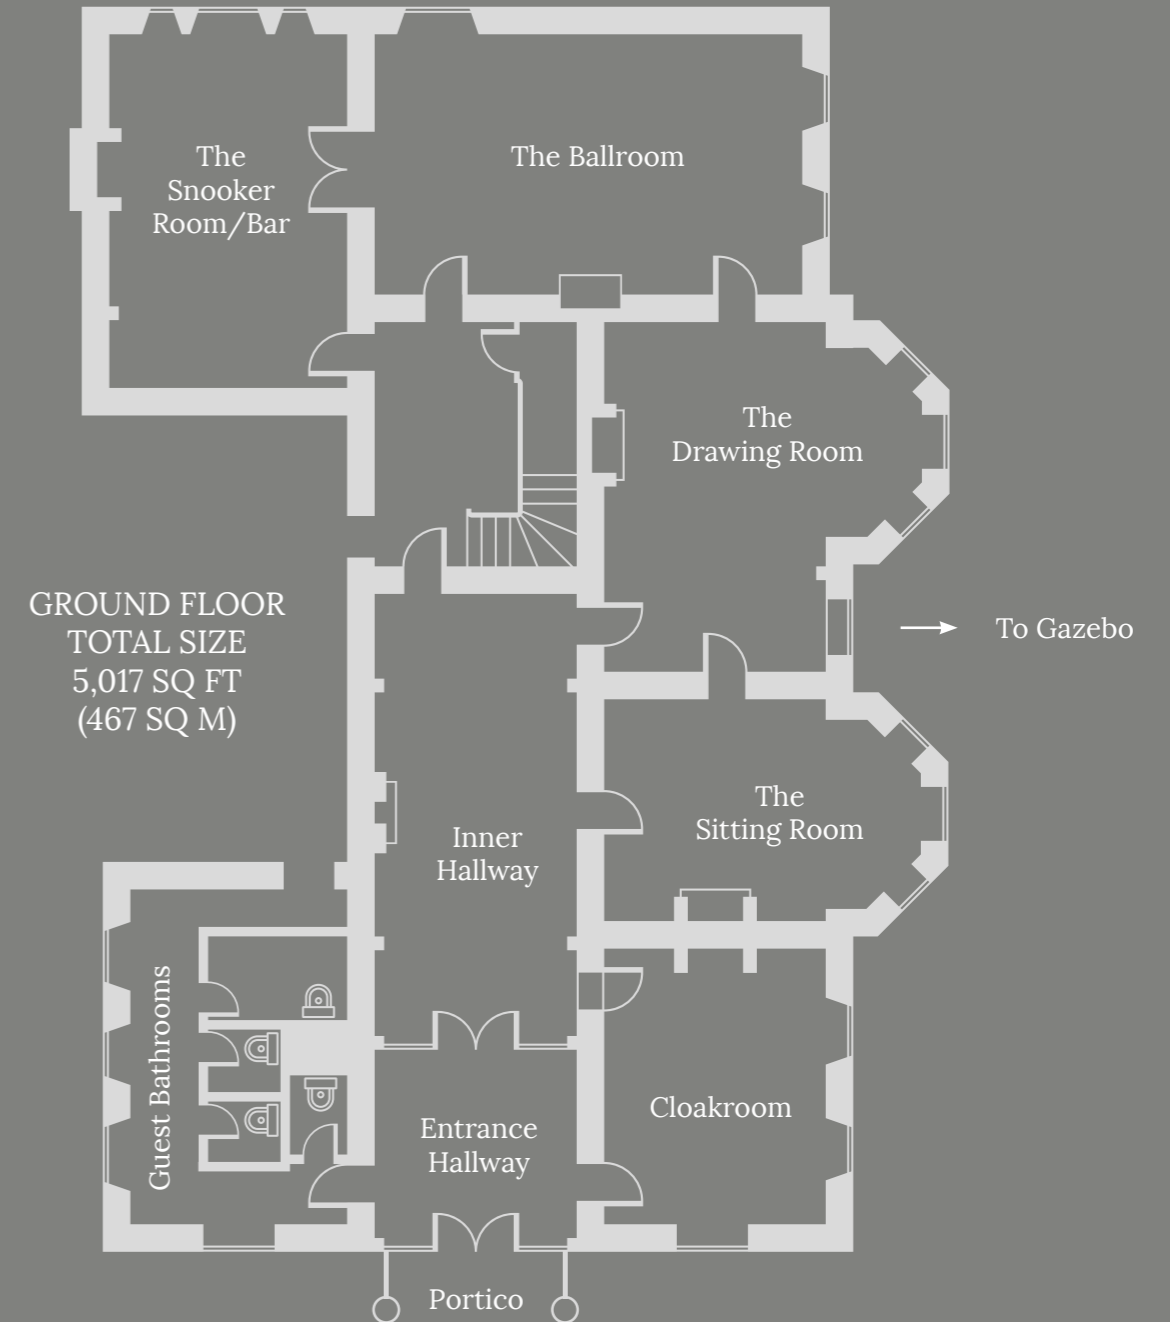 The
Snooker
Room/Bar
The Ballroom
The
Drawing Room
GROUND FLOOR
TOTAL SIZE
5,017 SQ FT
(467 SQ M)
To Gazebo
The
Sitting Room
Inner
Hallway
Guest Bathrooms
Cloakroom
Entrance
Hallway
Portico